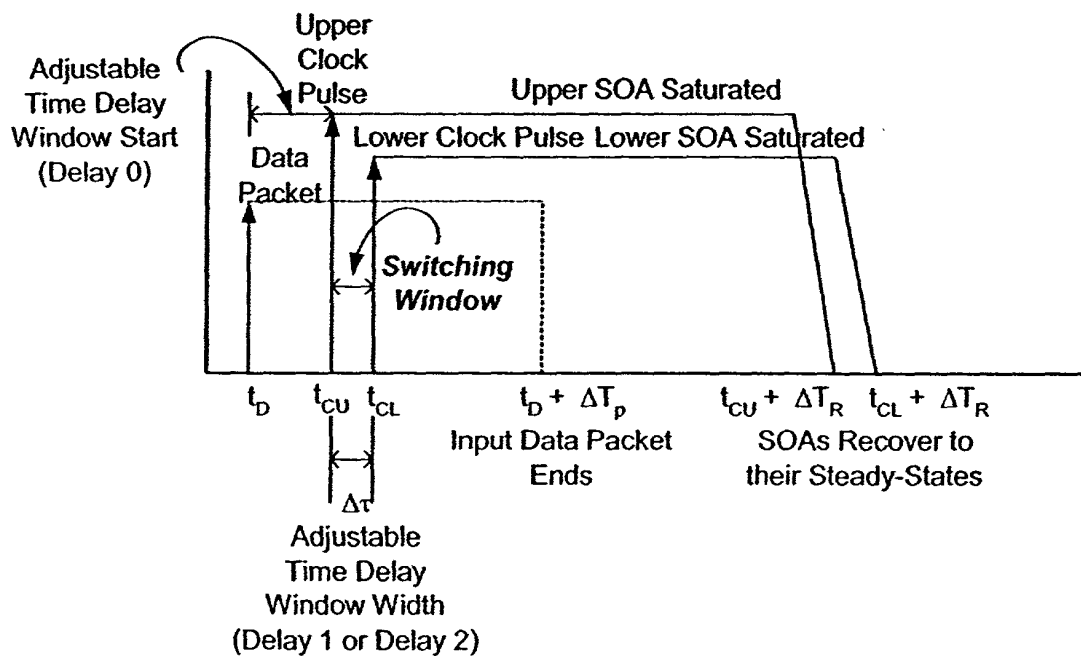 Adjustable
Time Delay
Window Start
(Delay 0)
Upper
Clock
Pulse
Upper SOA Saturated
Lower Clock Pulse Lower SOA Saturated
Data
Packet
Switching
Window
t_D
t_CU
t_CL
t_D + ΔT_p
t_CU + ΔT_R
t_CL + ΔT_R
Input Data Packet
Ends
SOAs Recover to
their Steady-States
Δτ
Adjustable
Time Delay
Window Width
(Delay 1 or Delay 2)